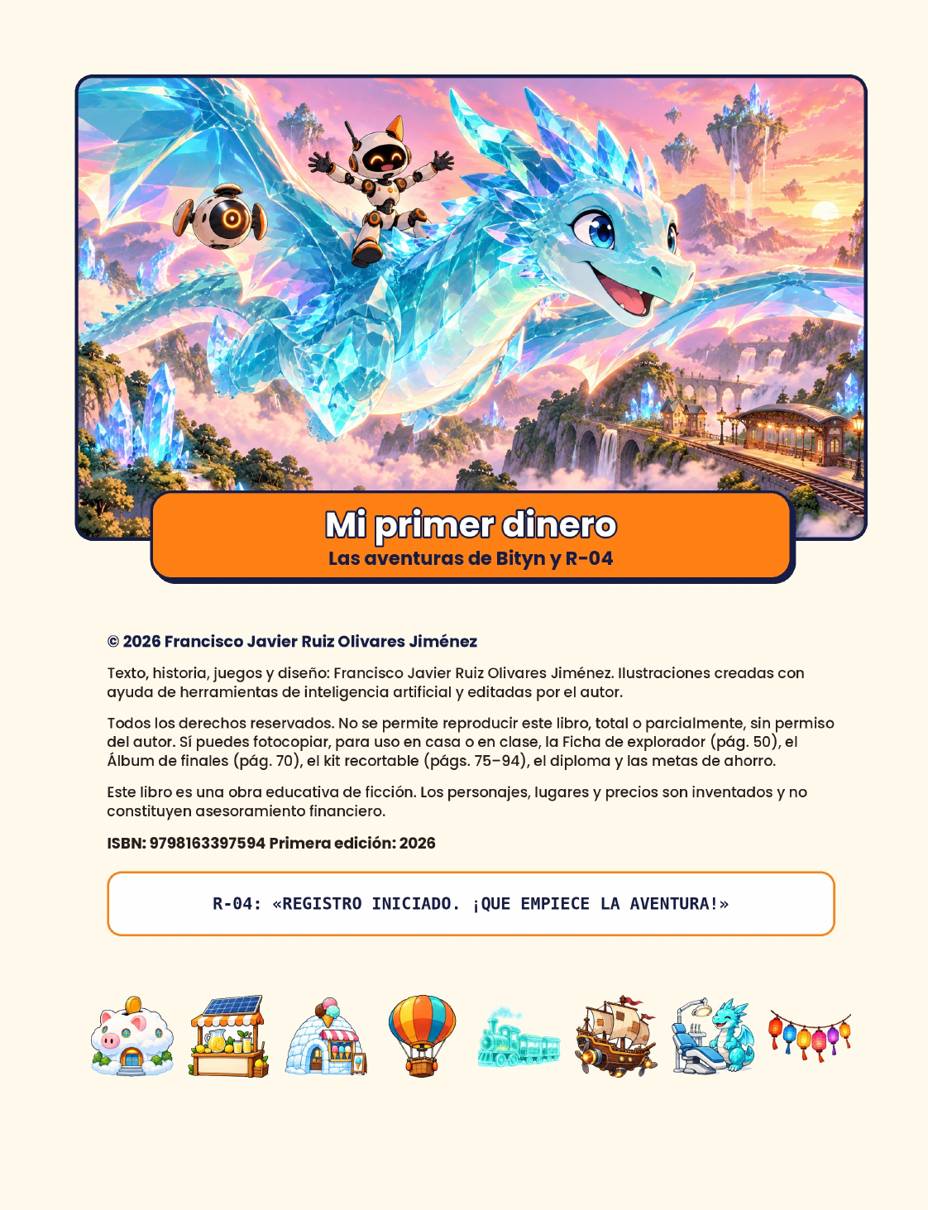 Mi primer dinero
Las aventuras de Bityn y R-04
© 2026 Francisco Javier Ruiz Olivares Jiménez
Texto, historia, juegos y diseño: Francisco Javier Ruiz Olivares Jiménez. Ilustraciones creadas con
ayuda de herramientas de inteligencia artificial y editadas por el autor.
Todos los derechos reservados. No se permite reproducir este libro, total o parcialmente, sin permiso
del autor. Sí puedes fotocopiar, para uso en casa o en clase, la Ficha de explorador (pág. 50), el
Álbum de finales (pág. 70), el kit recortable (págs. 75–94), el diploma y las metas de ahorro.
Este libro es una obra educativa de ficción. Los personajes, lugares y precios son inventados y no
constituyen asesoramiento financiero.
ISBN: 9798163397594 Primera edición: 2026
R-04: «REGISTRO INICIADO. ¡QUE EMPIECE LA AVENTURA!»